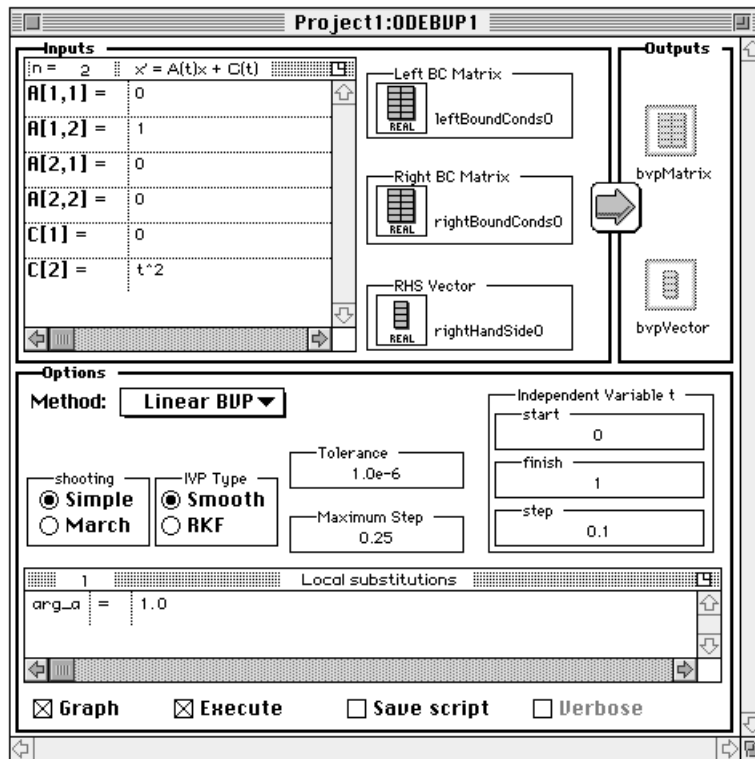 Project1:ODEBVP1
Inputs
n = 2 x' = A(t)x + C(t)
A[1,1] = 0
A[1,2] = 1
A[2,1] = 0
A[2,2] = 0
C[1] = 0
C[2] = t^2
Left BC Matrix
REAL
leftBoundCondsO
Right BC Matrix
REAL
rightBoundCondsO
RHS Vector
REAL
rightHandSideO
Outputs
bvpMatrix
bvpVector
Options
Method: Linear BVP
shooting
Simple
March
IVP Type
Smooth
RKF
Tolerance
1.0e-6
Maximum Step
0.25
Independent Variable t
start
0
finish
1
step
0.1
1 Local substitutions
arg_a = 1.0
Graph Execute Save script Verbose